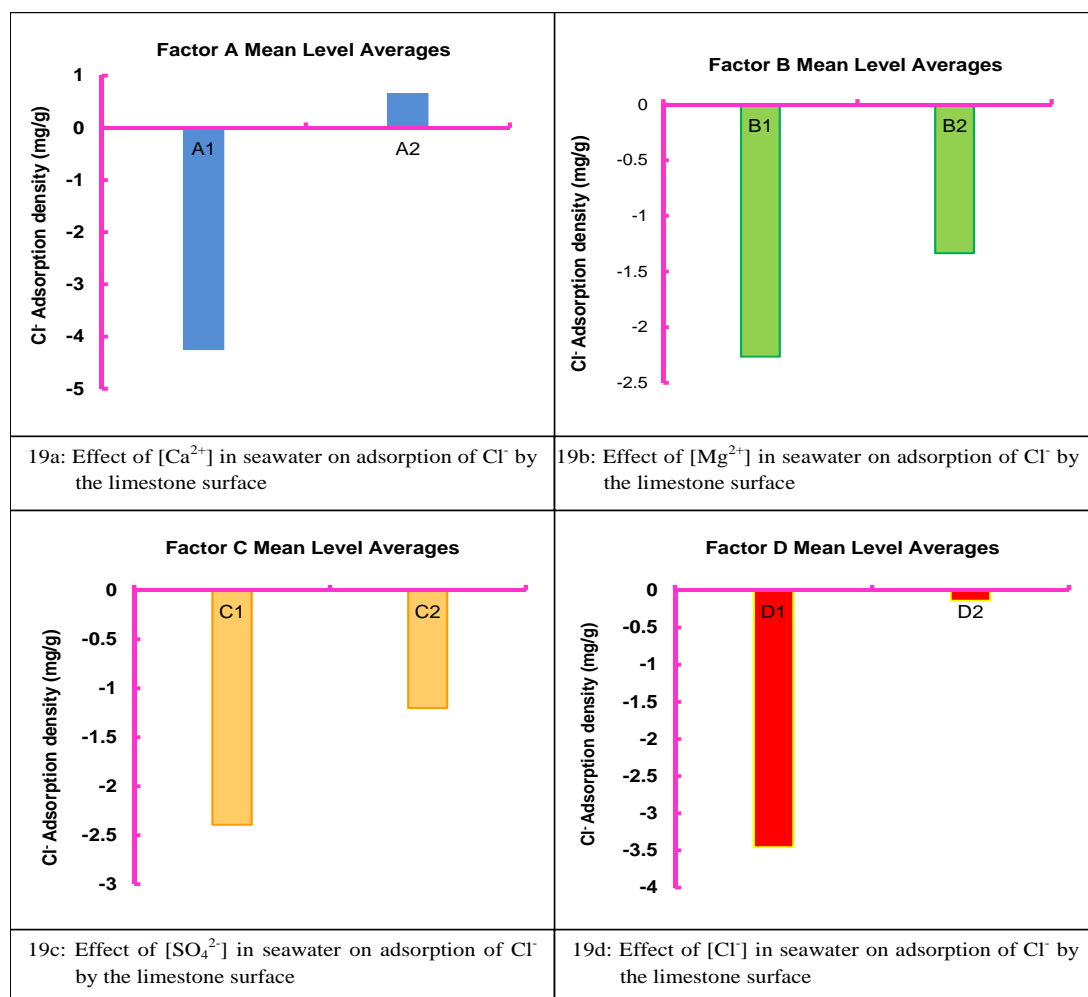 Factor A Mean Level Averages
Cl⁻ Adsorption density (mg/g)
1
0
-1
-2
-3
-4
-5
A1
A2
Factor B Mean Level Averages
Cl⁻ Adsorption density (mg/g)
0
-0.5
-1
-1.5
-2
-2.5
B1
B2
19a: Effect of [Ca²⁺] in seawater on adsorption of Cl⁻ by
the limestone surface
19b: Effect of [Mg²⁺] in seawater on adsorption of Cl⁻ by
the limestone surface
Factor C Mean Level Averages
Cl⁻ Adsorption density (mg/g)
0
-0.5
-1
-1.5
-2
-2.5
-3
C1
C2
Factor D Mean Level Averages
Cl⁻ Adsorption density (mg/g)
0
-0.5
-1
-1.5
-2
-2.5
-3
-3.5
-4
D1
D2
19c: Effect of [SO₄²⁻] in seawater on adsorption of Cl⁻
by the limestone surface
19d: Effect of [Cl⁻] in seawater on adsorption of Cl⁻ by
the limestone surface